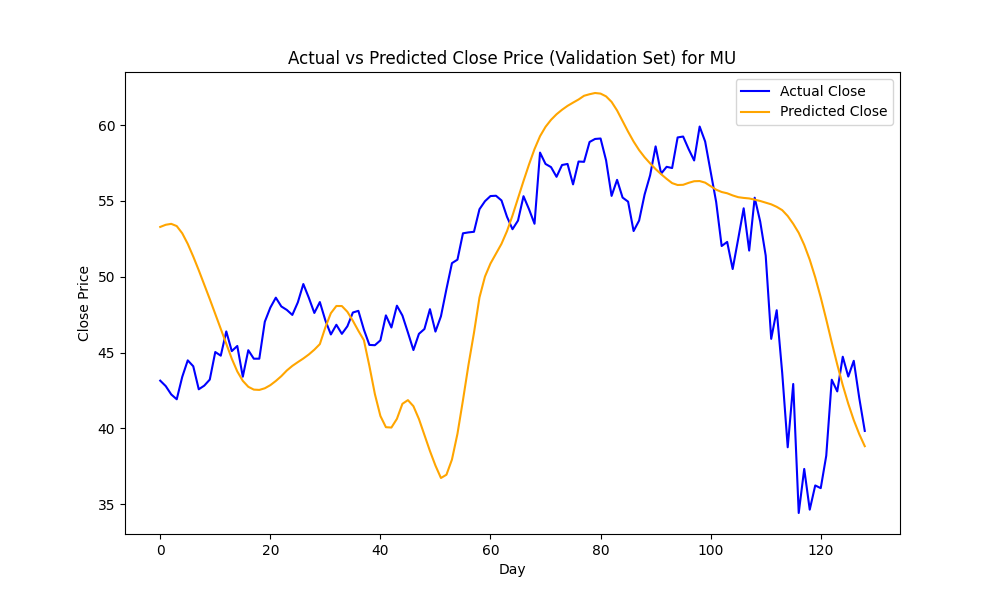 Actual vs Predicted Close Price (Validation Set) for MU
Actual Close
Predicted Close
Close Price
60
55
50
45
40
35
0 20 40 60 80 100 120
Day